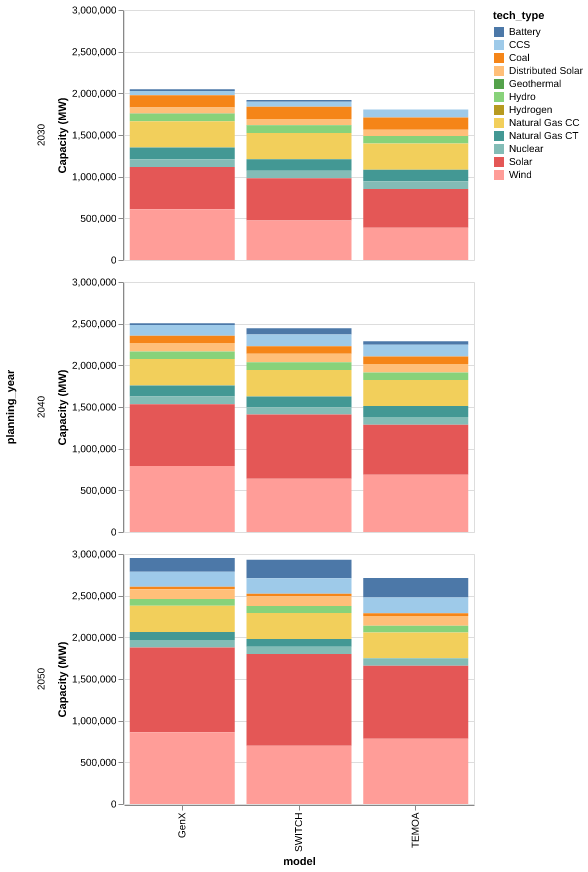 tech_type
Battery
CCS
Coal
Distributed Solar
Geothermal
Hydro
Hydrogen
Natural Gas CC
Natural Gas CT
Nuclear
Solar
Wind
planning_year
2030
Capacity (MW)
3,000,000
2,500,000
2,000,000
1,500,000
1,000,000
500,000
0
2040
Capacity (MW)
3,000,000
2,500,000
2,000,000
1,500,000
1,000,000
500,000
0
2050
Capacity (MW)
3,000,000
2,500,000
2,000,000
1,500,000
1,000,000
500,000
0
GenX
SWITCH
TEMOA
model